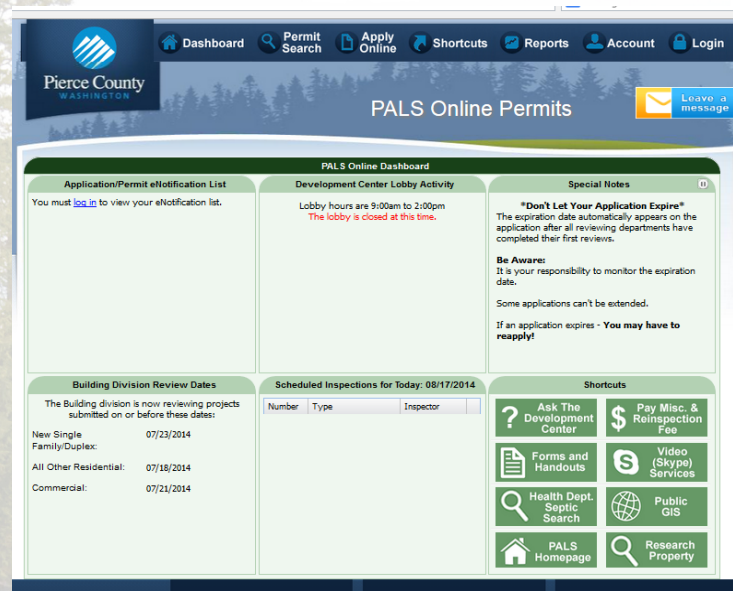 Dashboard
Permit Search
Apply Online
Shortcuts
Reports
Account
Login
Pierce County
WASHINGTON
PALS Online Permits
Leave a
message
PALS Online Dashboard
Application/Permit eNotification List
You must log in to view your eNotification list.
Development Center Lobby Activity
Lobby hours are 9:00am to 2:00pm
The lobby is closed at this time.
Special Notes
*Don't Let Your Application Expire*
The expiration date automatically appears on the
application after all reviewing departments have
completed their first reviews.
Be Aware:
It is your responsibility to monitor the expiration
date.
Some applications can't be extended.
If an application expires - You may have to
reapply!
Building Division Review Dates
The Building division is now reviewing projects
submitted on or before these dates:
New Single
Family/Duplex: 07/23/2014
All Other Residential: 07/18/2014
Commercial: 07/21/2014
Scheduled Inspections for Today: 08/17/2014
Number Type Inspector
Shortcuts
Ask The
Development
Center
Pay Misc. &
Reinspection
Fee
Forms and
Handouts
Video
(Skype)
Services
Health Dept.
Septic
Search
Public
GIS
PALS
Homepage
Research
Property